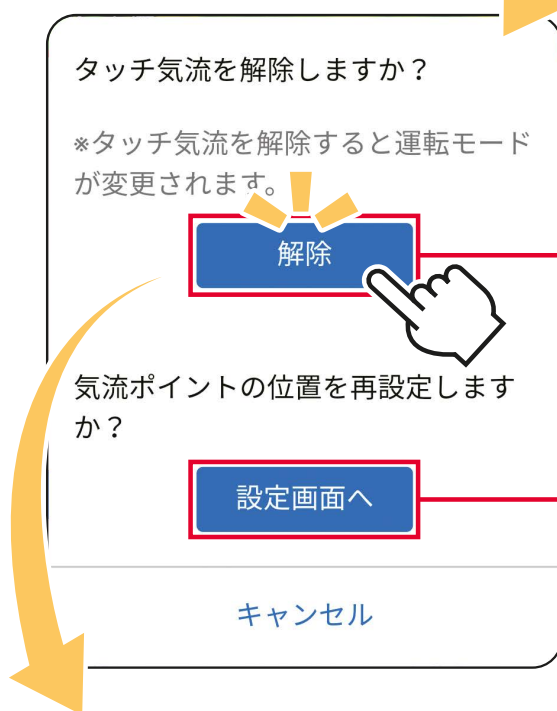 タッチ気流を解除しますか？
※タッチ気流を解除すると運転モード
が変更されます。
解除
気流ポイントの位置を再設定します
か？
設定画面へ
キャンセル